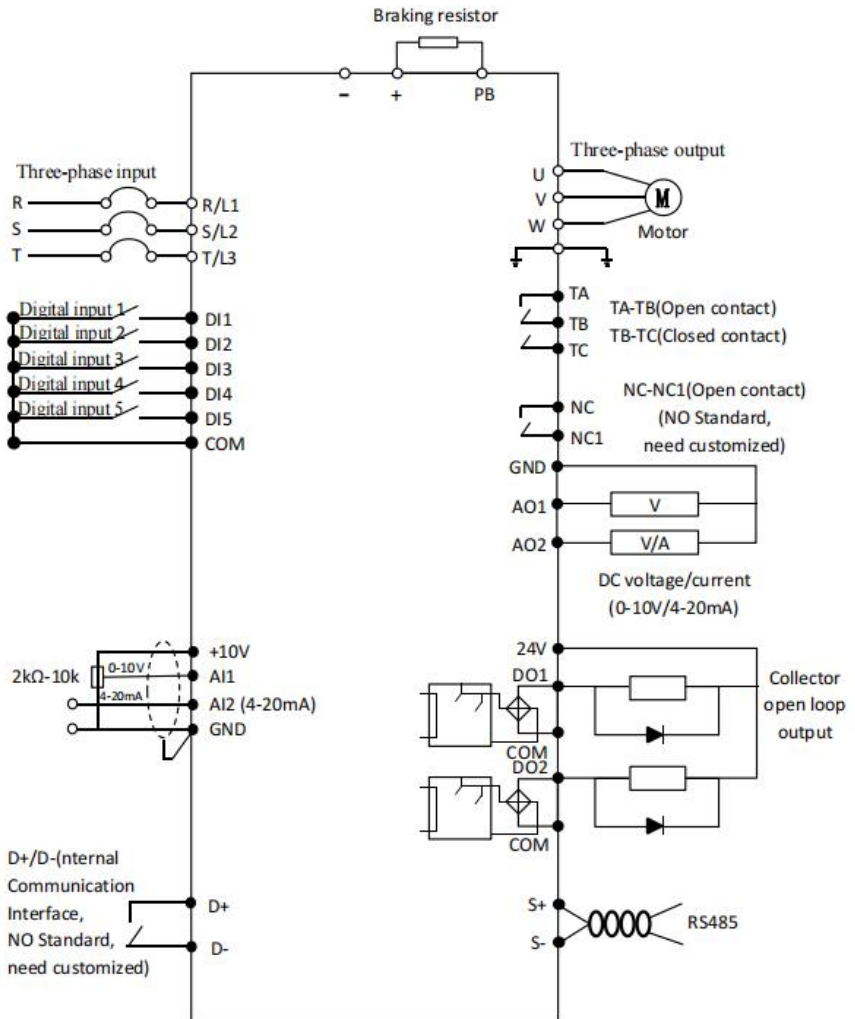 Braking resistor
−
+
PB
Three-phase input
R
S
T
R/L1
S/L2
T/L3
Three-phase output
U
V
W
M
Motor
Digital input 1
Digital input 2
Digital input 3
Digital input 4
Digital input 5
DI1
DI2
DI3
DI4
DI5
COM
TA
TB
TC
TA-TB(Open contact)
TB-TC(Closed contact)
NC
NC1
NC-NC1(Open contact)
(NO Standard,
need customized)
GND
AO1
AO2
V
V/A
DC voltage/current
(0-10V/4-20mA)
2kΩ-10k
0-10V
4-20mA
+10V
AI1
AI2 (4-20mA)
GND
24V
DO1
COM
DO2
COM
Collector
open loop
output
D+/D-(nternal
Communication
Interface,
NO Standard,
need customized)
D+
D-
S+
S-
RS485